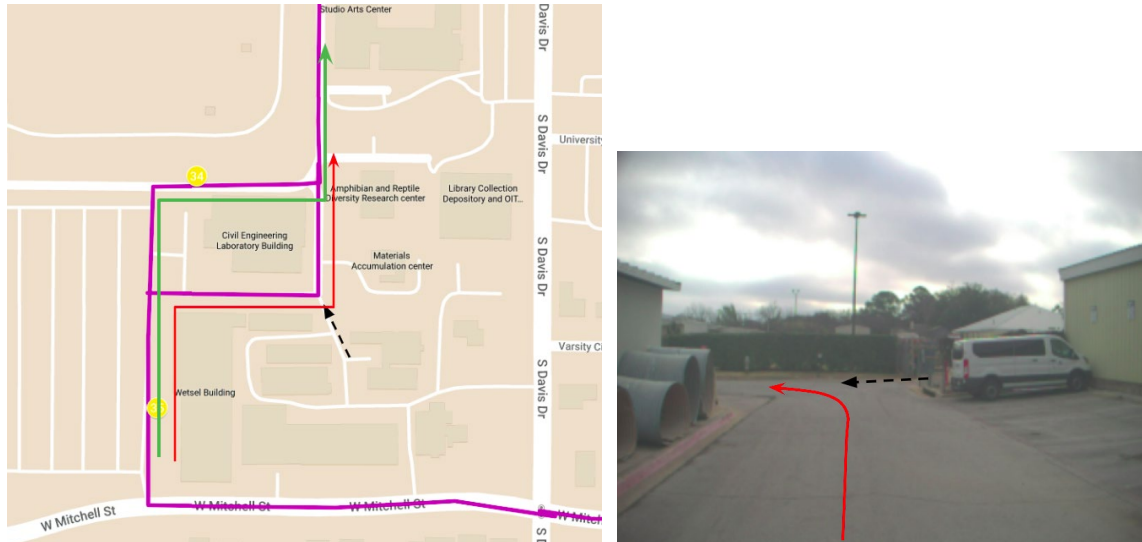 Studio Arts Center
S Davis Dr
S Davis Dr
University
34
Amphibian and Reptile
Diversity Research center
Library Collection
Depository and OIT...
Civil Engineering
Laboratory Building
S Davis Dr
Materials
Accumulation center
Varsity Ci
S Davis Dr
Wetsel Building
W Mitchell St
W Mitchell St
W Mitchell St
W Mitch
S D